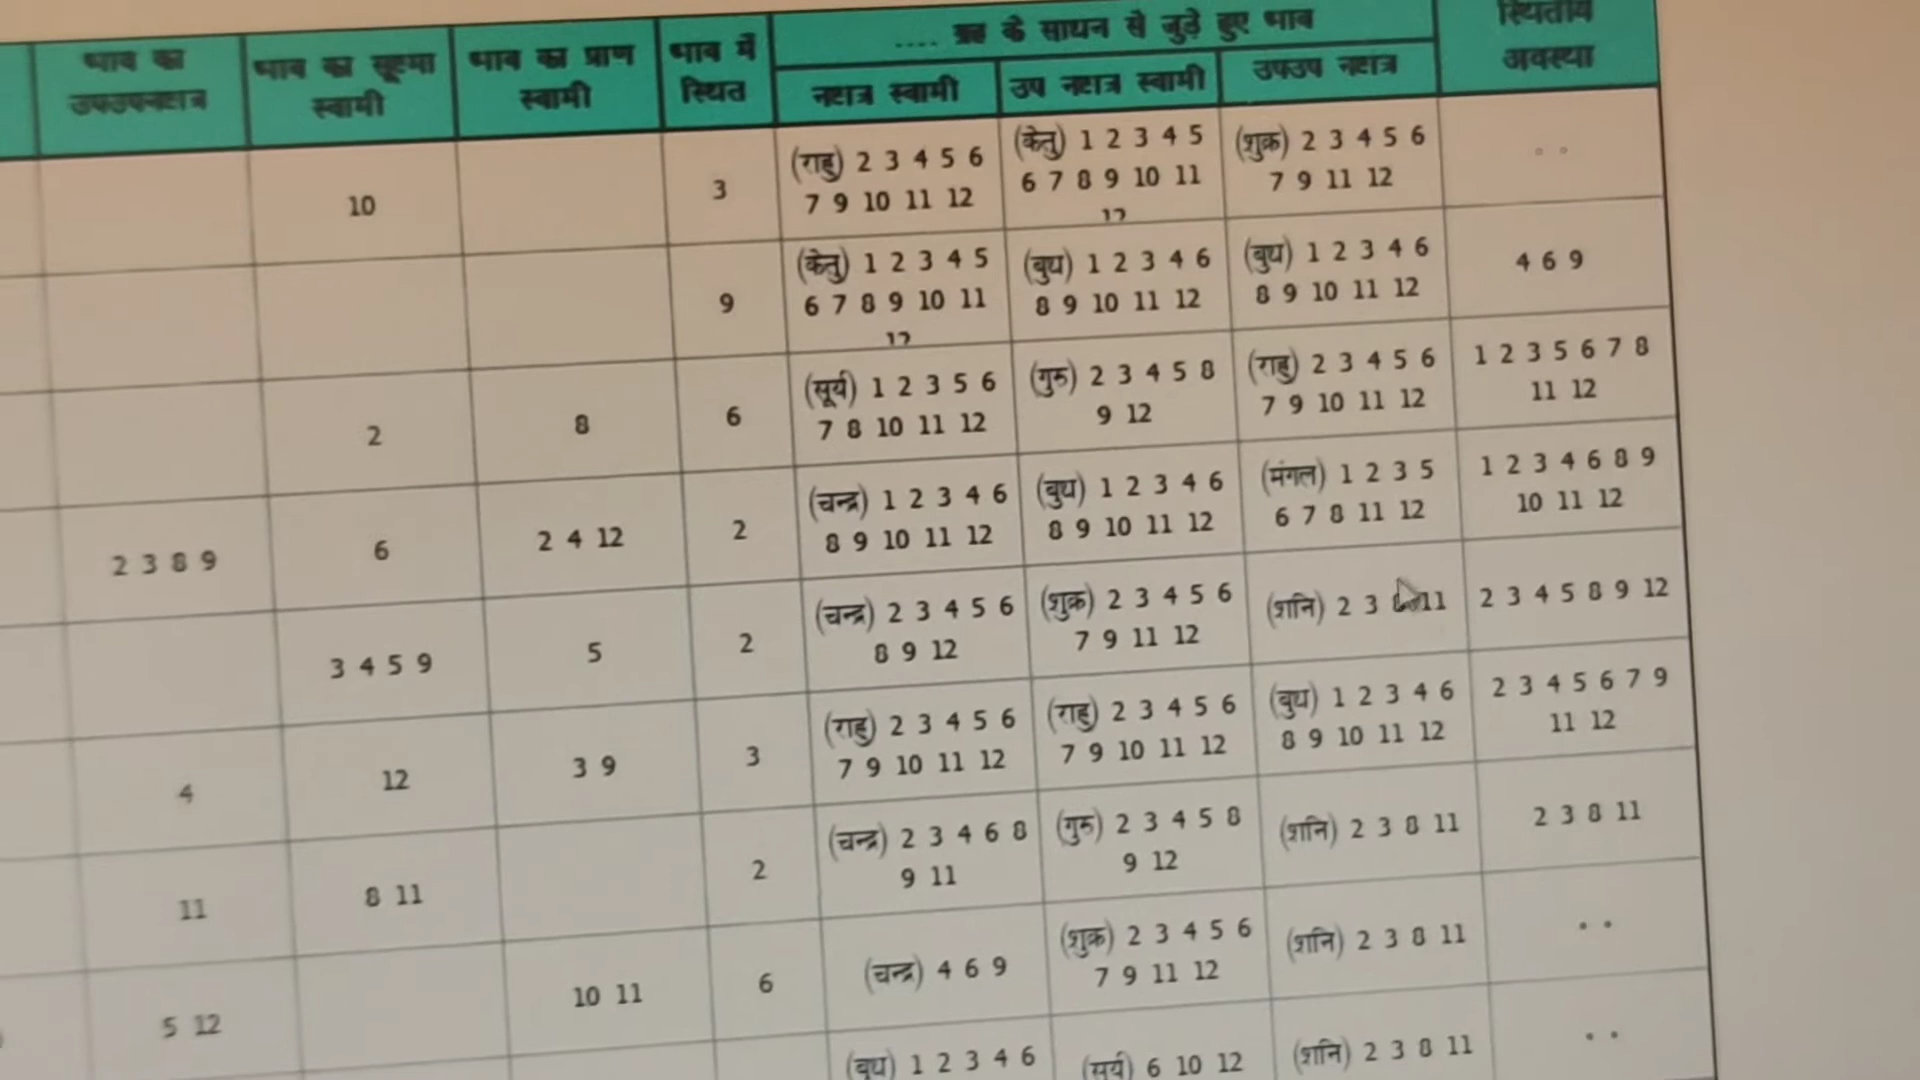 .... ग्रह के साधन से जुड़े हुए भाव
स्थितीय
भाव का
उपउपनक्षत्र
भाव का सूक्ष्म
स्वामी
भाव का प्राण
स्वामी
भाव में
स्थित
नक्षत्र स्वामी
उप नक्षत्र स्वामी
उपउप नक्षत्र
अवस्था
10
3
(राहु) 2 3 4 5 6
7 9 10 11 12
(केतु) 1 2 3 4 5
6 7 8 9 10 11
12
(शुक्र) 2 3 4 5 6
7 9 11 12
9
(केतु) 1 2 3 4 5
6 7 8 9 10 11
12
(बुध) 1 2 3 4 6
8 9 10 11 12
(बुध) 1 2 3 4 6
8 9 10 11 12
4 6 9
2
8
6
(सूर्य) 1 2 3 5 6
7 8 10 11 12
(गुरु) 2 3 4 5 8
9 12
(राहु) 2 3 4 5 6
7 9 10 11 12
1 2 3 5 6 7 8
11 12
2 3 8 9
6
2 4 12
2
(चन्द्र) 1 2 3 4 6
8 9 10 11 12
(बुध) 1 2 3 4 6
8 9 10 11 12
(मंगल) 1 2 3 5
6 7 8 11 12
1 2 3 4 6 8 9
10 11 12
3 4 5 9
5
2
(चन्द्र) 2 3 4 5 6
8 9 12
(शुक्र) 2 3 4 5 6
7 9 11 12
(शनि) 2 3 8 11
2 3 4 5 8 9 12
4
12
3 9
3
(राहु) 2 3 4 5 6
7 9 10 11 12
(राहु) 2 3 4 5 6
7 9 10 11 12
(बुध) 1 2 3 4 6
8 9 10 11 12
2 3 4 5 6 7 9
11 12
11
8 11
2
(चन्द्र) 2 3 4 6 8
9 11
(गुरु) 2 3 4 5 8
9 12
(शनि) 2 3 8 11
2 3 8 11
5 12
10 11
6
(चन्द्र) 4 6 9
(शुक्र) 2 3 4 5 6
7 9 11 12
(शनि) 2 3 8 11
(बुध) 1 2 3 4 6
(सूर्य) 6 10 12
(शनि) 2 3 8 11